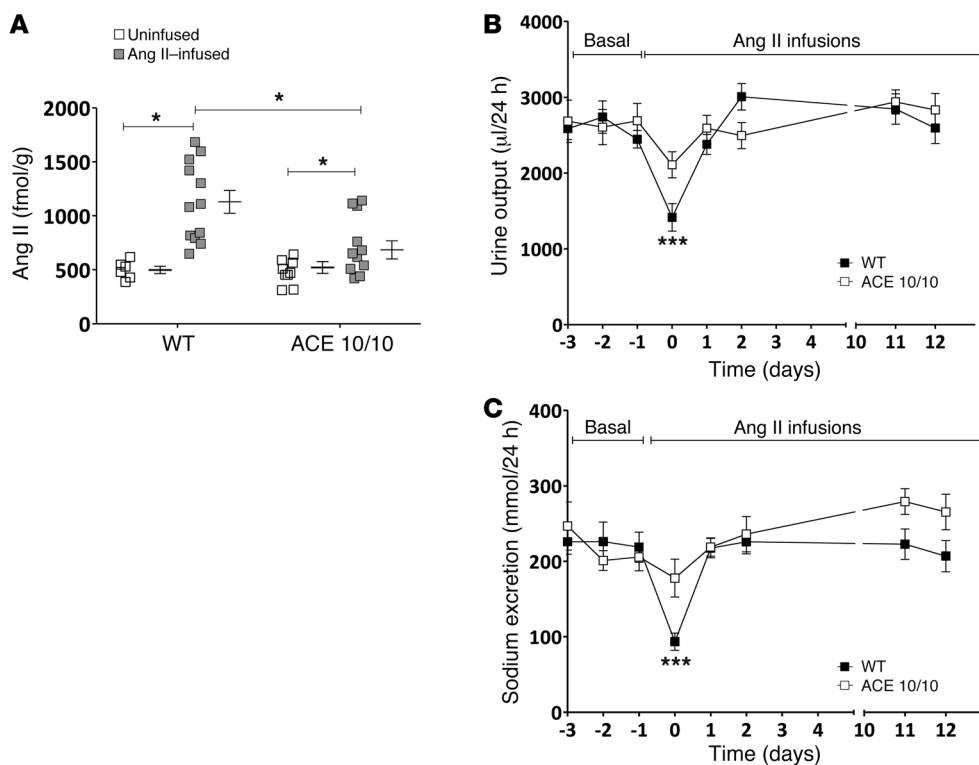 A
Uninfused
Ang II–infused
*
*
*
2000
1500
1000
500
0
Ang II (fmol/g)
WT ACE 10/10
B
4000
3000
2000
1000
0
Urine output (µl/24 h)
Basal Ang II infusions
***
WT
ACE 10/10
-3 -2 -1 0 1 2 3 4 10 11 12
Time (days)
C
400
300
200
100
0
Sodium excretion (mmol/24 h)
Basal Ang II infusions
***
WT
ACE 10/10
-3 -2 -1 0 1 2 3 4 10 11 12
Time (days)